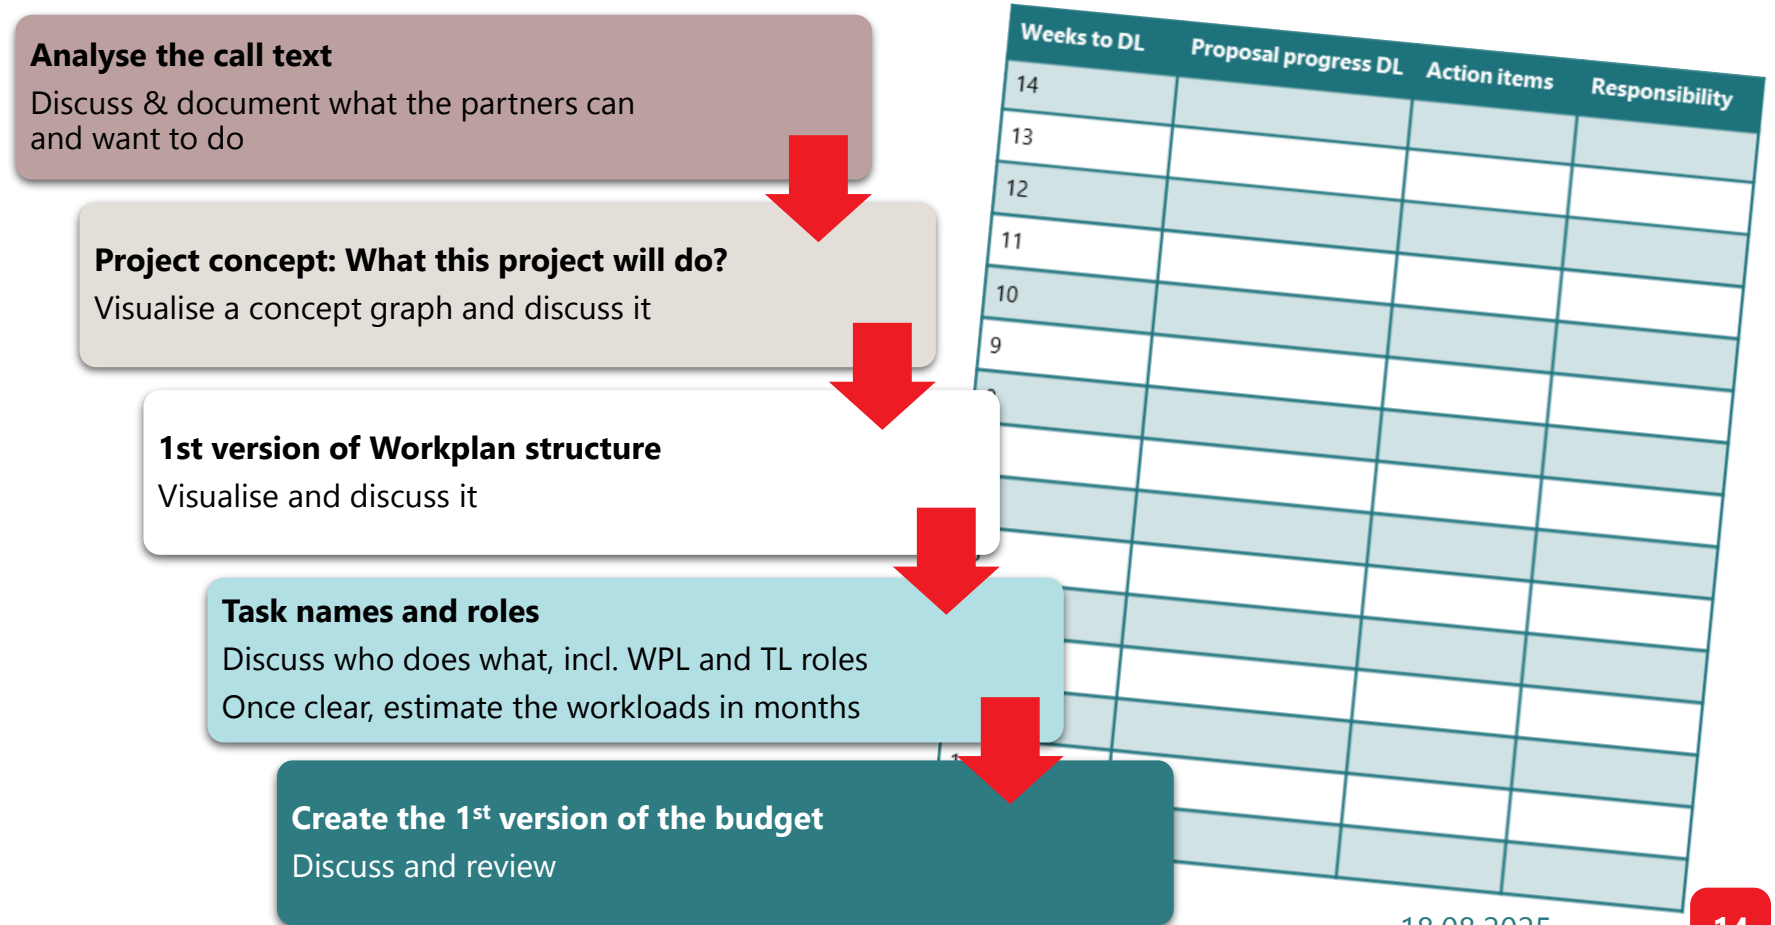 Analyse the call text
Discuss & document what the partners can
and want to do
Project concept: What this project will do?
Visualise a concept graph and discuss it
1st version of Workplan structure
Visualise and discuss it
Task names and roles
Discuss who does what, incl. WPL and TL roles
Once clear, estimate the workloads in months
Create the 1st version of the budget
Discuss and review
Weeks to DL Proposal progress DL Action items Responsibility
14
13
12
11
10
9
18.08.2025
14